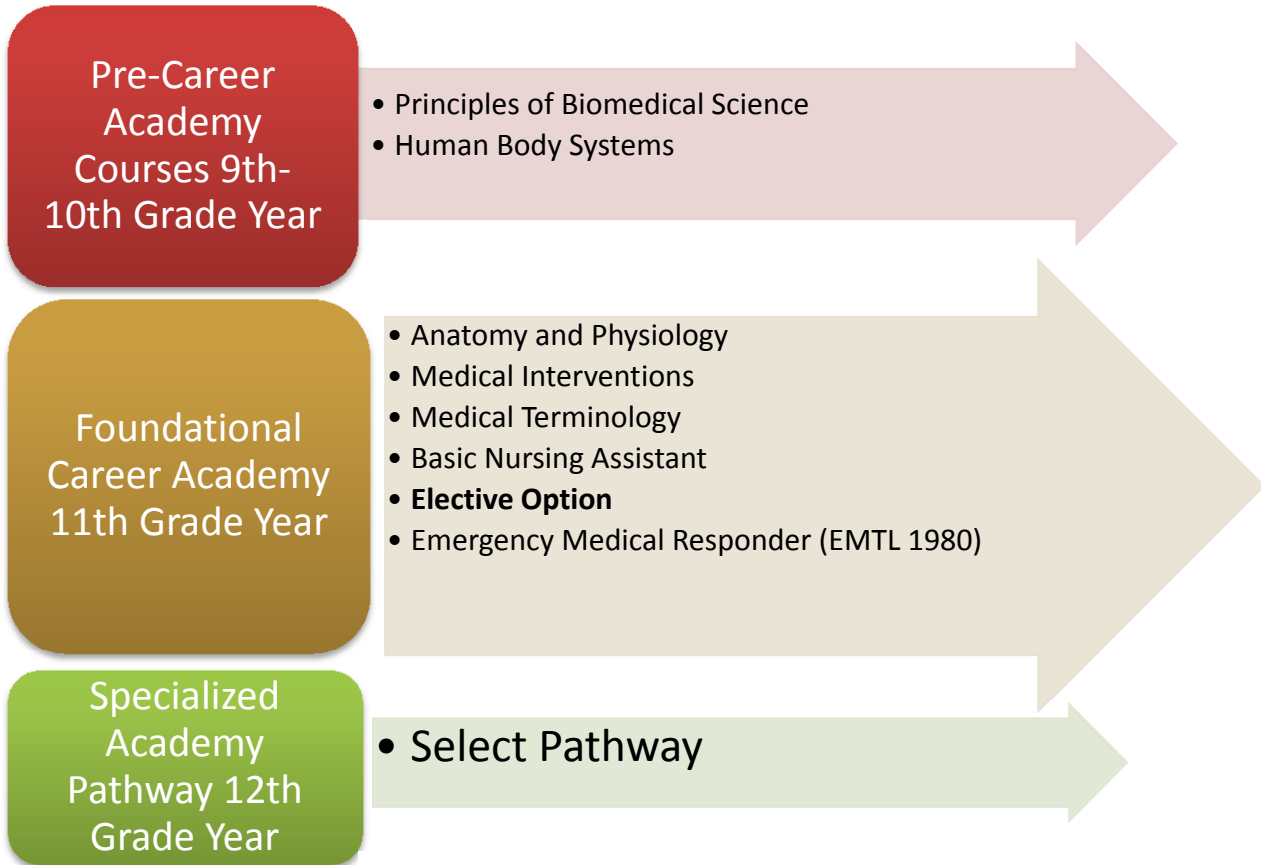 Pre-Career
Academy
Courses 9th-
10th Grade Year
• Principles of Biomedical Science
• Human Body Systems
Foundational
Career Academy
11th Grade Year
• Anatomy and Physiology
• Medical Interventions
• Medical Terminology
• Basic Nursing Assistant
• Elective Option
• Emergency Medical Responder (EMTL 1980)
Specialized
Academy
Pathway 12th
Grade Year
• Select Pathway